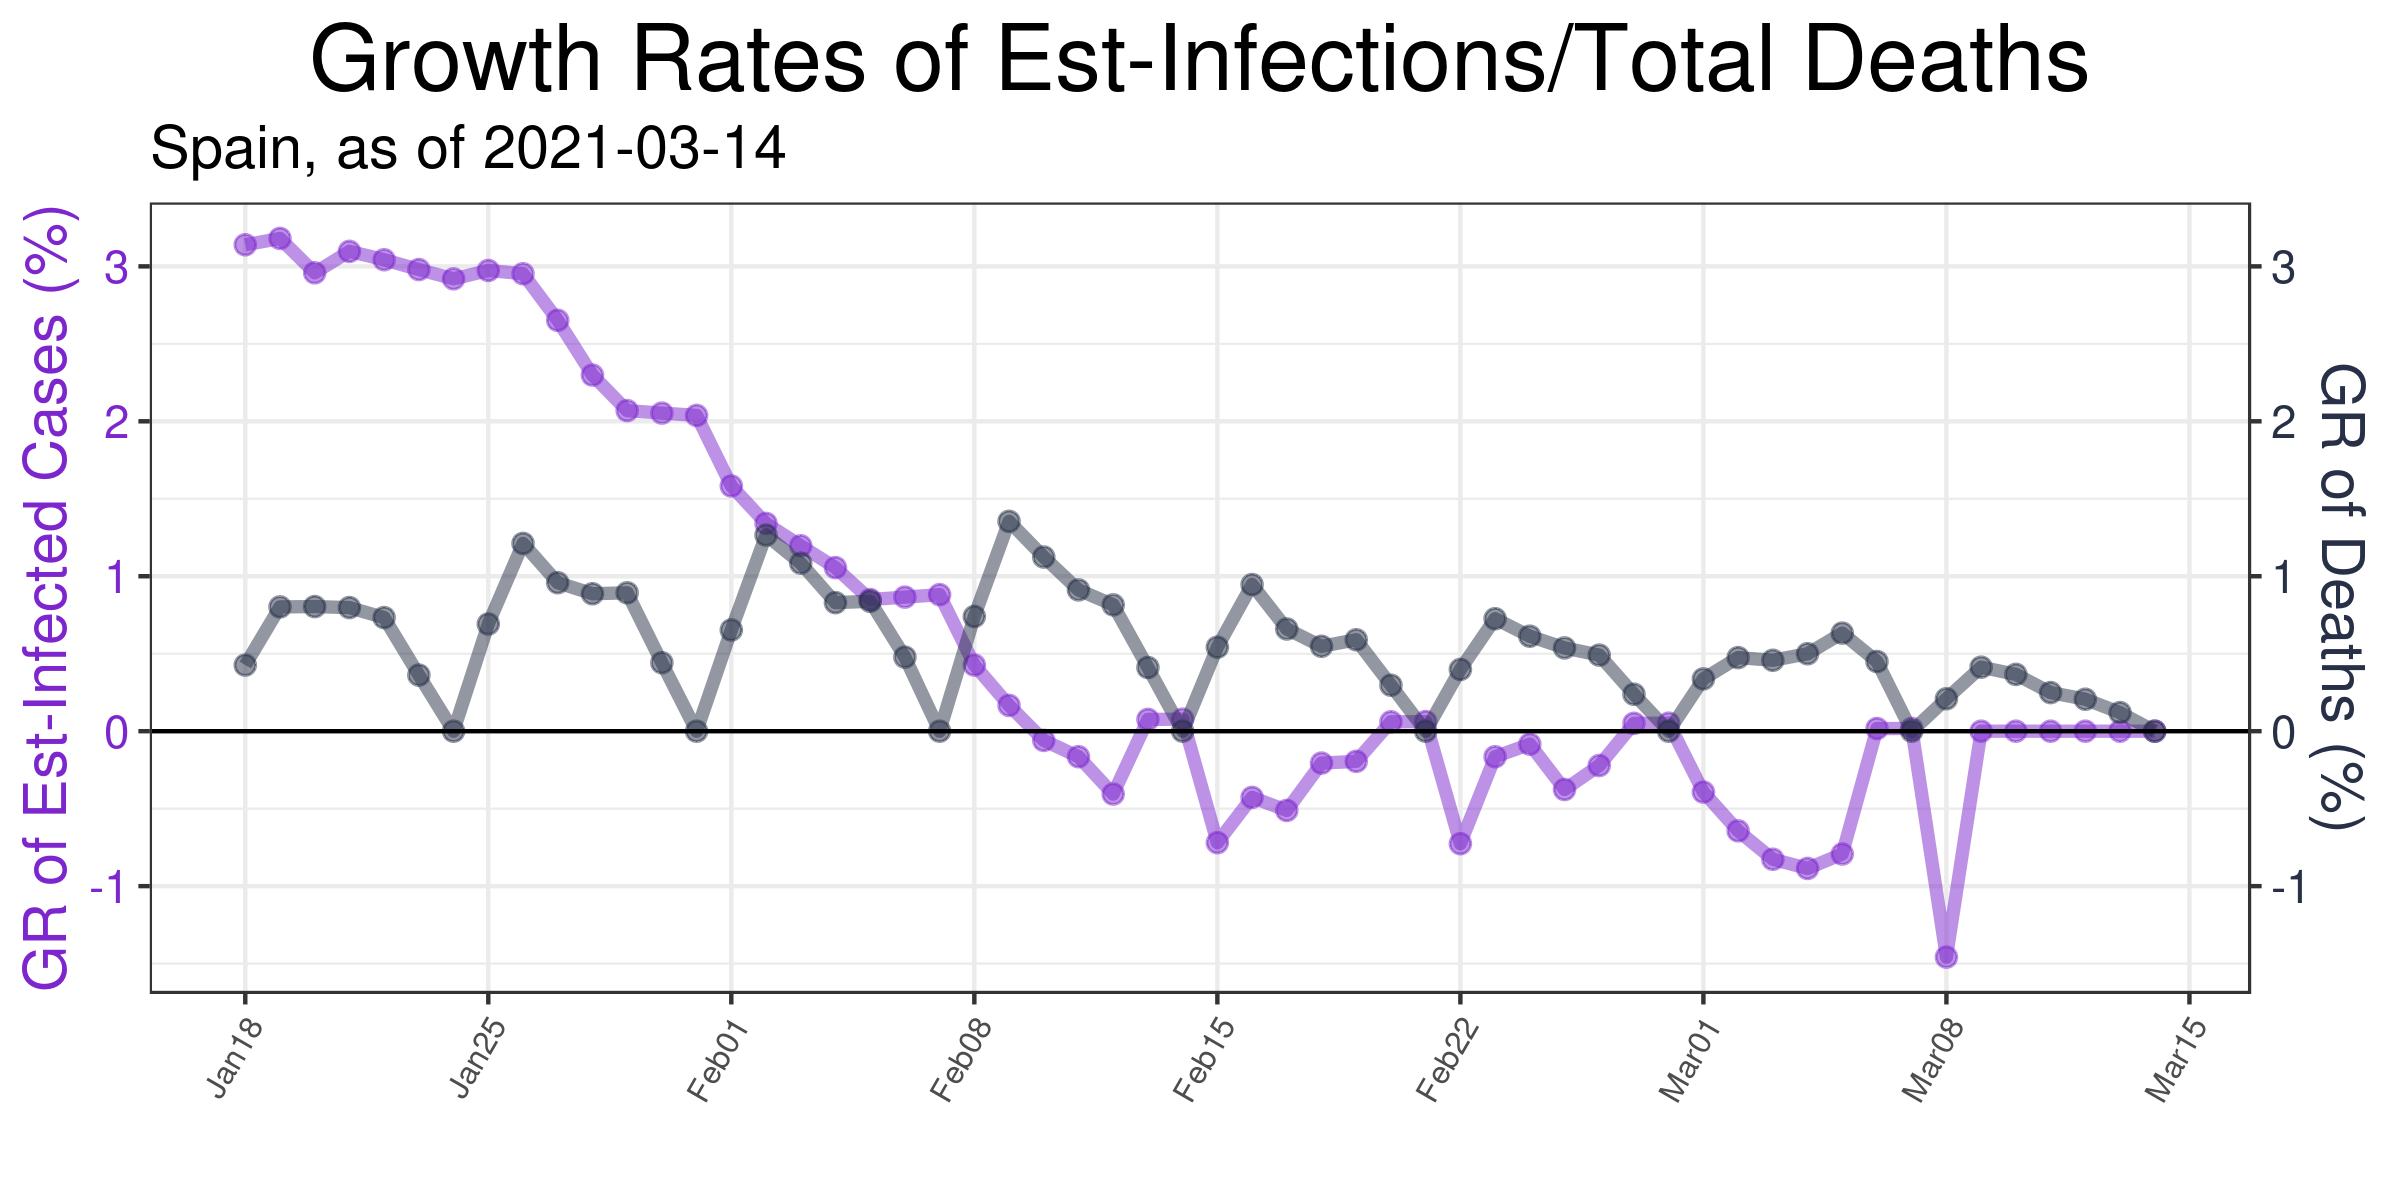 Growth Rates of Est-Infections/Total Deaths
Spain, as of 2021-03-14
GR of Est-Infected Cases (%)
3
2
1
0
-1
3
2
1
0
-1
GR of Deaths (%)
Jan18
Jan25
Feb01
Feb08
Feb15
Feb22
Mar01
Mar08
Mar15